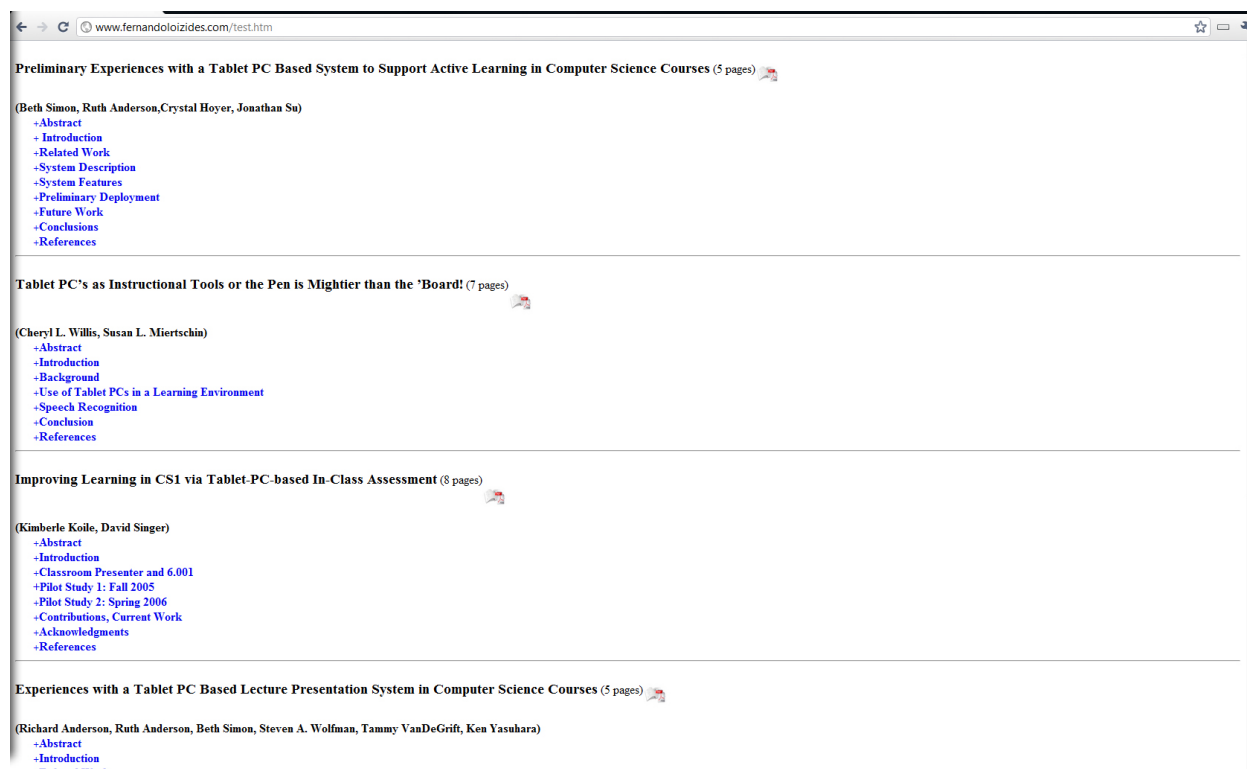 www.fernandoloizides.com/test.htm
Preliminary Experiences with a Tablet PC Based System to Support Active Learning in Computer Science Courses (5 pages)
(Beth Simon, Ruth Anderson,Crystal Hoyer, Jonathan Su)
+Abstract
+ Introduction
+Related Work
+System Description
+System Features
+Preliminary Deployment
+Future Work
+Conclusions
+References
Tablet PC’s as Instructional Tools or the Pen is Mightier than the ’Board! (7 pages)
(Cheryl L. Willis, Susan L. Miertschin)
+Abstract
+Introduction
+Background
+Use of Tablet PCs in a Learning Environment
+Speech Recognition
+Conclusion
+References
Improving Learning in CS1 via Tablet-PC-based In-Class Assessment (8 pages)
(Kimberle Koile, David Singer)
+Abstract
+Introduction
+Classroom Presenter and 6.001
+Pilot Study 1: Fall 2005
+Pilot Study 2: Spring 2006
+Contributions, Current Work
+Acknowledgments
+References
Experiences with a Tablet PC Based Lecture Presentation System in Computer Science Courses (5 pages)
(Richard Anderson, Ruth Anderson, Beth Simon, Steven A. Wolfman, Tammy VanDeGrift, Ken Yasuhara)
+Abstract
+Introduction